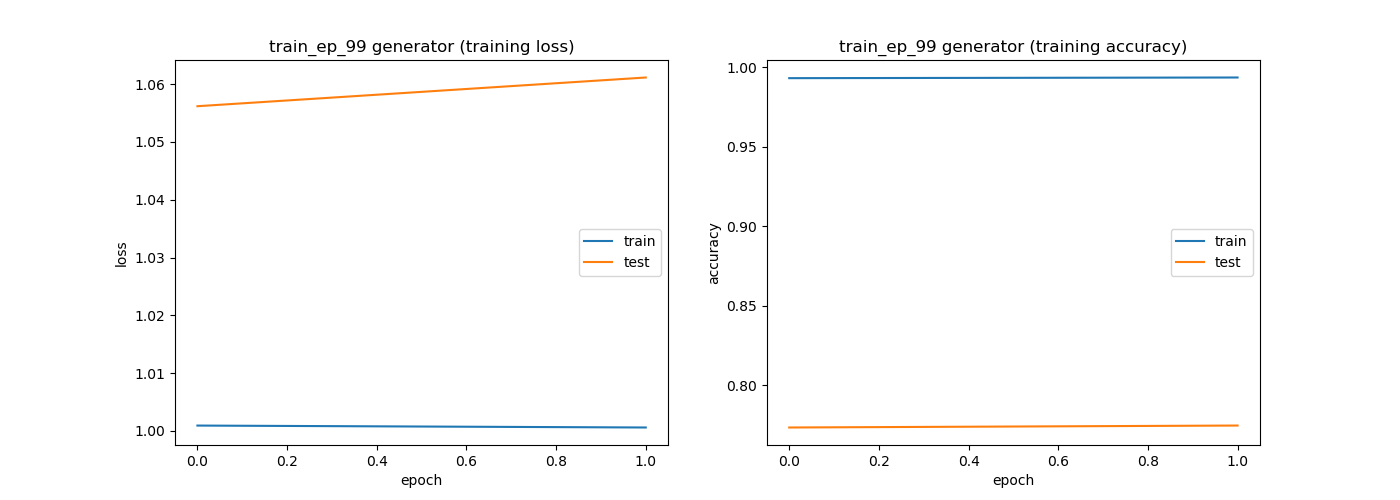 train_ep_99 generator (training loss)
1.06
1.05
1.04
1.03
1.02
1.01
1.00
loss
train
test
0.0 0.2 0.4 0.6 0.8 1.0
epoch
train_ep_99 generator (training accuracy)
1.00
0.95
0.90
0.85
0.80
accuracy
train
test
0.0 0.2 0.4 0.6 0.8 1.0
epoch